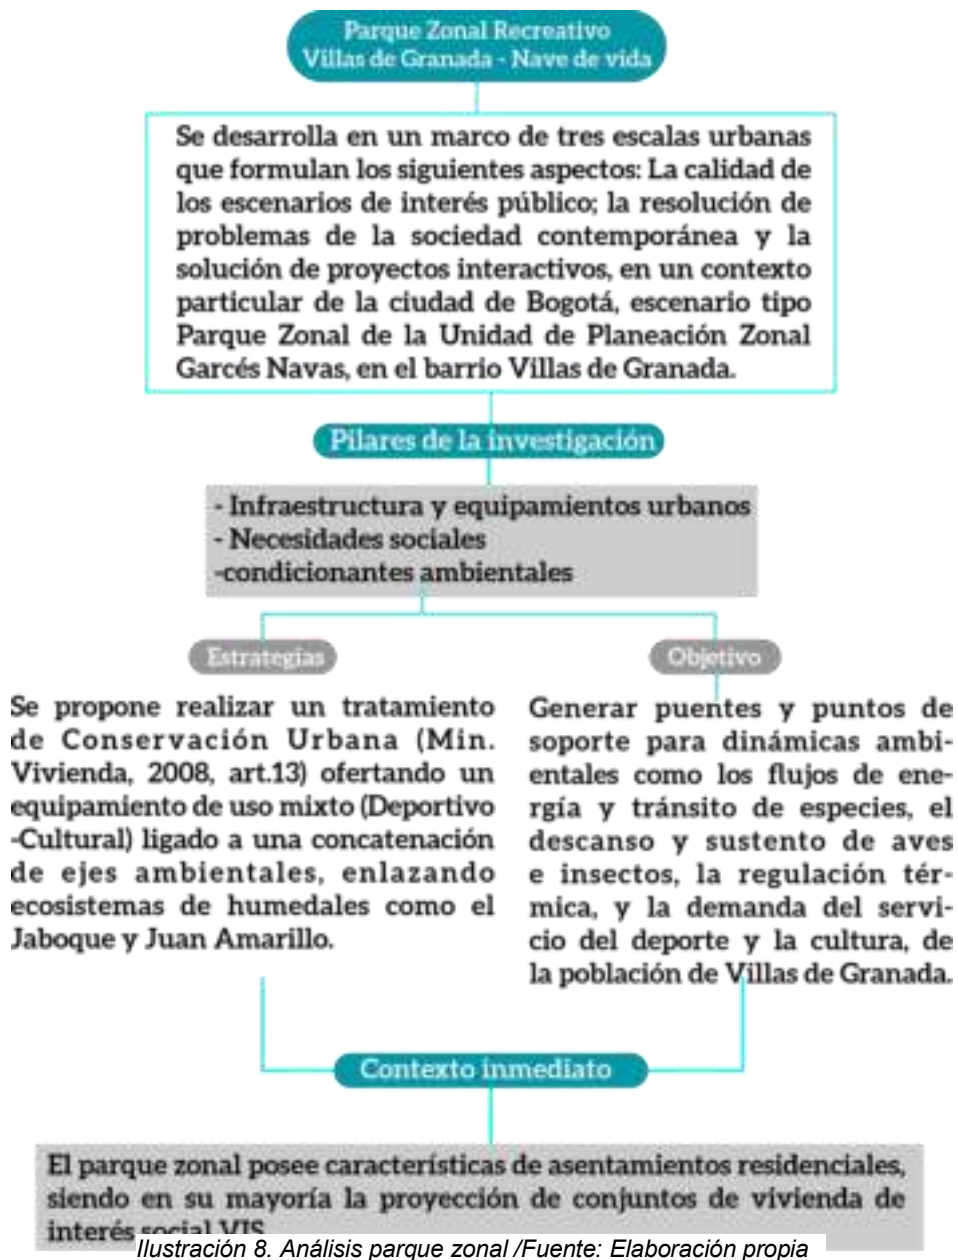 Parque Zonal Recreativo
Villas de Granada - Nave de vida
Se desarrolla en un marco de tres escalas urbanas
que formulan los siguientes aspectos: La calidad de
los escenarios de interés público; la resolución de
problemas de la sociedad contemporánea y la
solución de proyectos interactivos, en un contexto
particular de la ciudad de Bogotá, escenario tipo
Parque Zonal de la Unidad de Planeación Zonal
Garcés Navas, en el barrio Villas de Granada.
Pilares de la investigación
- Infraestructura y equipamientos urbanos
- Necesidades sociales
-condicionantes ambientales
Estrategias
Se propone realizar un tratamiento
de Conservación Urbana (Min.
Vivienda, 2008, art.13) ofertando un
equipamiento de uso mixto (Deportivo
-Cultural) ligado a una concatenación
de ejes ambientales, enlazando
ecosistemas de humedales como el
Jaboque y Juan Amarillo.
Objetivo
Generar puentes y puntos de
soporte para dinámicas ambi-
entales como los flujos de ene-
rgía y tránsito de especies, el
descanso y sustento de aves
e insectos, la regulación tér-
mica, y la demanda del servi-
cio del deporte y la cultura, de
la población de Villas de Granada.
Contexto inmediato
El parque zonal posee características de asentamientos residenciales,
siendo en su mayoría la proyección de conjuntos de vivienda de
interés social VIS
Ilustración 8. Análisis parque zonal /Fuente: Elaboración propia